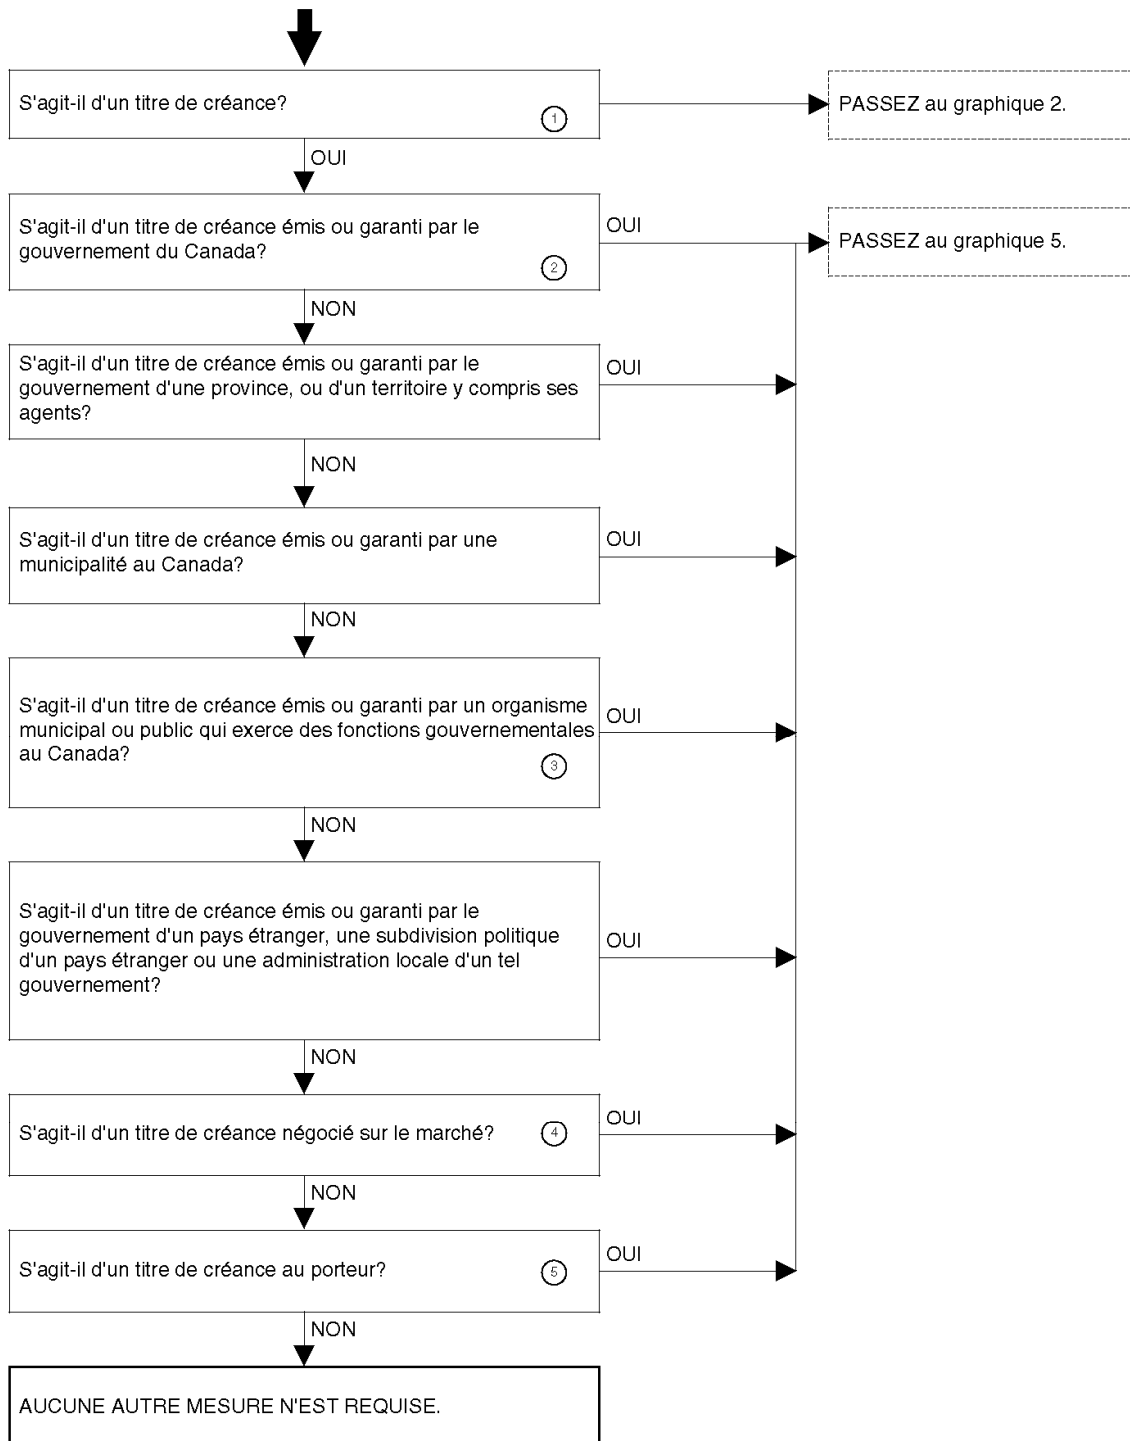 S'agit-il d'un titre de créance?
1
PASSEZ au graphique 2.
OUI
S'agit-il d'un titre de créance émis ou garanti par le
gouvernement du Canada?
2
OUI
PASSEZ au graphique 5.
NON
S'agit-il d'un titre de créance émis ou garanti par le
gouvernement d'une province, ou d'un territoire y compris ses
agents?
OUI
NON
S'agit-il d'un titre de créance émis ou garanti par une
municipalité au Canada?
OUI
NON
S'agit-il d'un titre de créance émis ou garanti par un organisme
municipal ou public qui exerce des fonctions gouvernementales
au Canada?
3
OUI
NON
S'agit-il d'un titre de créance émis ou garanti par le
gouvernement d'un pays étranger, une subdivision politique
d'un pays étranger ou une administration locale d'un tel
gouvernement?
OUI
NON
S'agit-il d'un titre de créance négocié sur le marché?
4
OUI
NON
S'agit-il d'un titre de créance au porteur?
5
OUI
NON
AUCUNE AUTRE MESURE N'EST REQUISE.